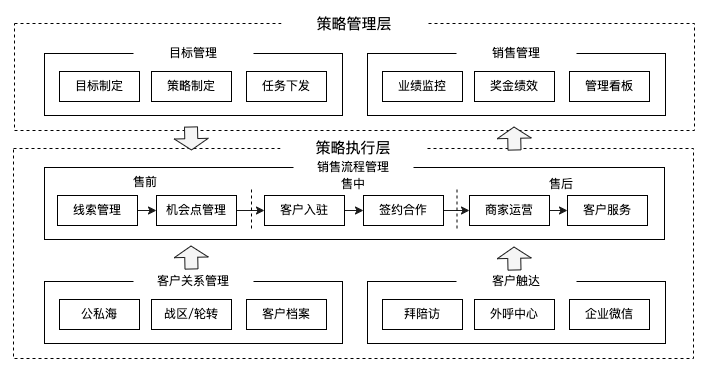 策略管理层
目标管理
销售管理
目标制定
策略制定
任务下发
业绩监控
奖金绩效
管理看板
策略执行层
销售流程管理
售前
售中
售后
线索管理
机会点管理
客户入驻
签约合作
商家运营
客户服务
客户关系管理
客户触达
公私海
战区/轮转
客户档案
拜陪访
外呼中心
企业微信